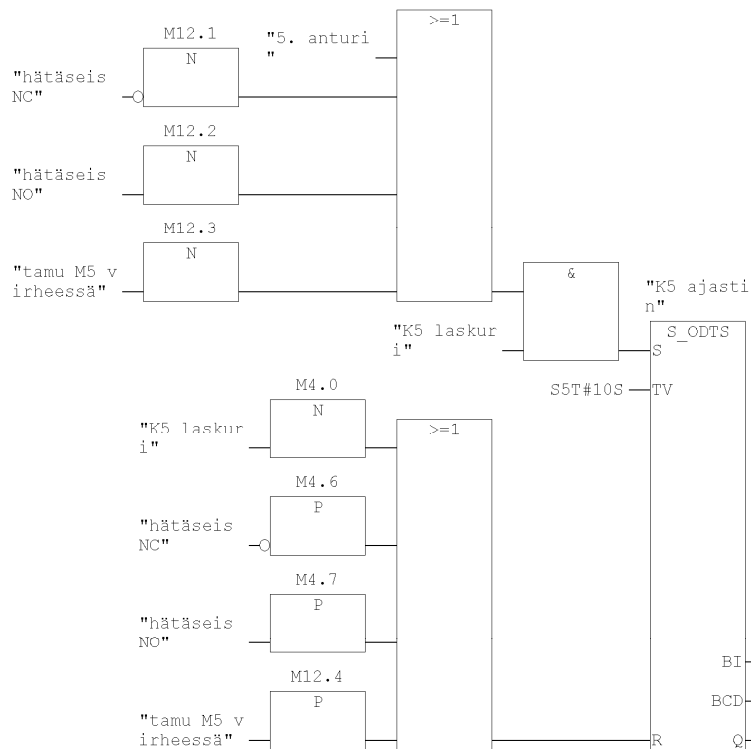 M12.1
N
"hätäseis
NC"
"5. anturi
"
>=1
M12.2
N
"hätäseis
NO"
M12.3
N
"tamu M5 v
irheessä"
&
"K5 laskur
i"
"K5 ajasti
n"
S_ODTS
S
S5T#10S
TV
M4.0
N
"K5 laskur
i"
>=1
M4.6
P
"hätäseis
NC"
M4.7
P
"hätäseis
NO"
M12.4
P
"tamu M5 v
irheessä"
BI
BCD
R
Q